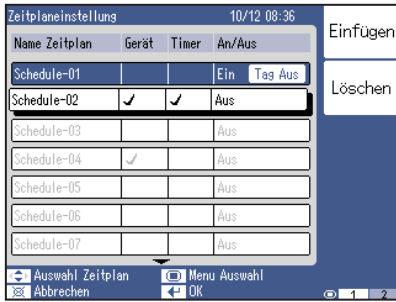 Zeitplaneinstellung 10/12 08:36
Einfügen
Name Zeitplan Gerät Timer An/Aus
Schedule-01 Ein Tag Aus
Löschen
Schedule-02 ✓ ✓ Aus
Schedule-03 Aus
Schedule-04 ✓ Aus
Schedule-05 Aus
Schedule-06 Aus
Schedule-07 Aus
Auswahl Zeitplan Menu Auswahl
Abbrechen OK
1 2